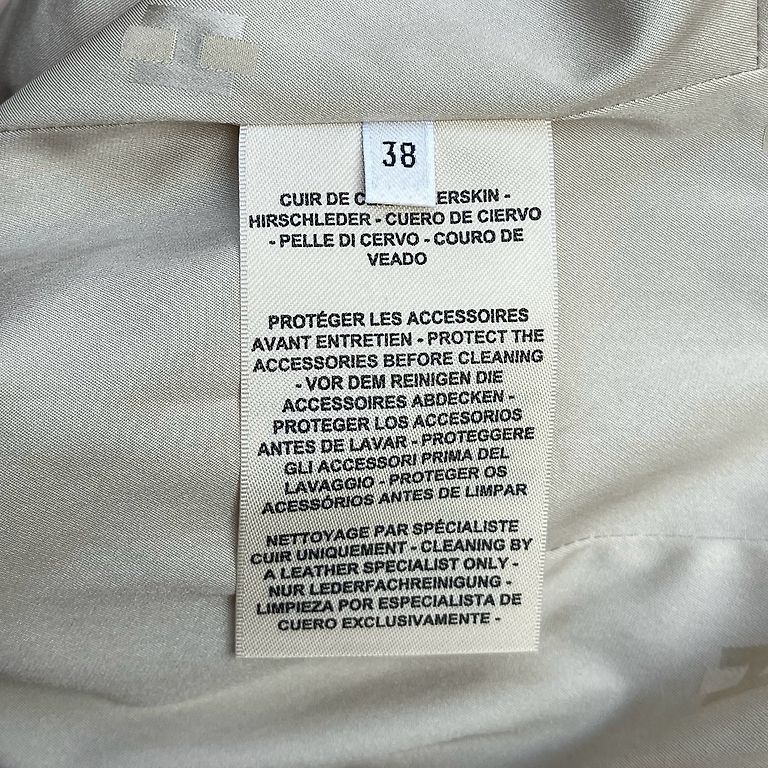 38
CUIR DE C ERSKIN -
HIRSCHLEDER - CUERO DE CIERVO
- PELLE DI CERVO - COURO DE
VEADO
PROTÉGER LES ACCESSOIRES
AVANT ENTRETIEN - PROTECT THE
ACCESSORIES BEFORE CLEANING
- VOR DEM REINIGEN DIE
ACCESSOIRES ABDECKEN -
PROTEGER LOS ACCESORIOS
ANTES DE LAVAR - PROTEGGERE
GLI ACCESSORI PRIMA DEL
LAVAGGIO - PROTEGER OS
ACESSÓRIOS ANTES DE LIMPAR
NETTOYAGE PAR SPÉCIALISTE
CUIR UNIQUEMENT - CLEANING BY
A LEATHER SPECIALIST ONLY -
NUR LEDERFACHREINIGUNG -
LIMPIEZA POR ESPECIALISTA DE
CUERO EXCLUSIVAMENTE -